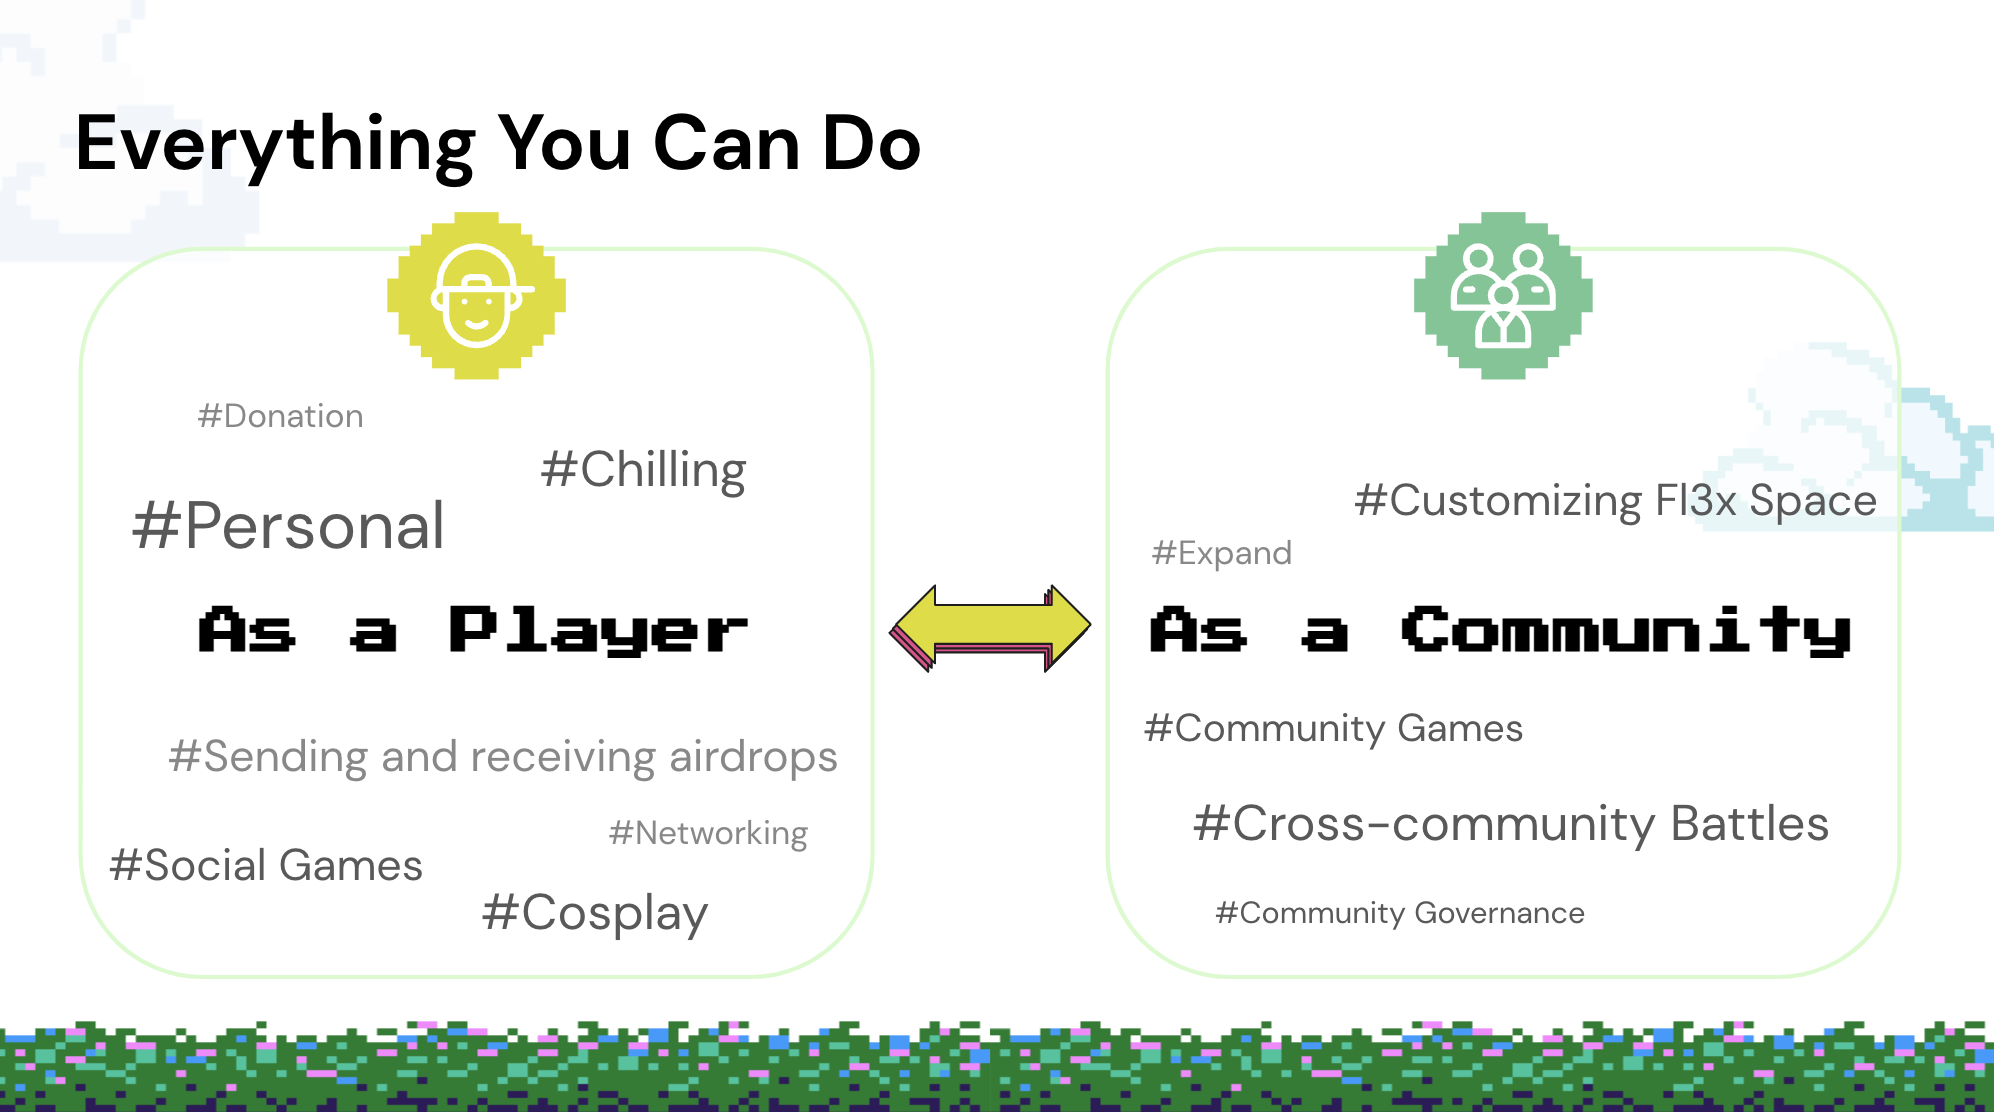 Everything You Can Do
#Donation
#Chilling
#Personal
As a Player
#Sending and receiving airdrops
#Networking
#Social Games
#Cosplay
#Customizing Fl3x Space
#Expand
As a Community
#Community Games
#Cross-community Battles
#Community Governance